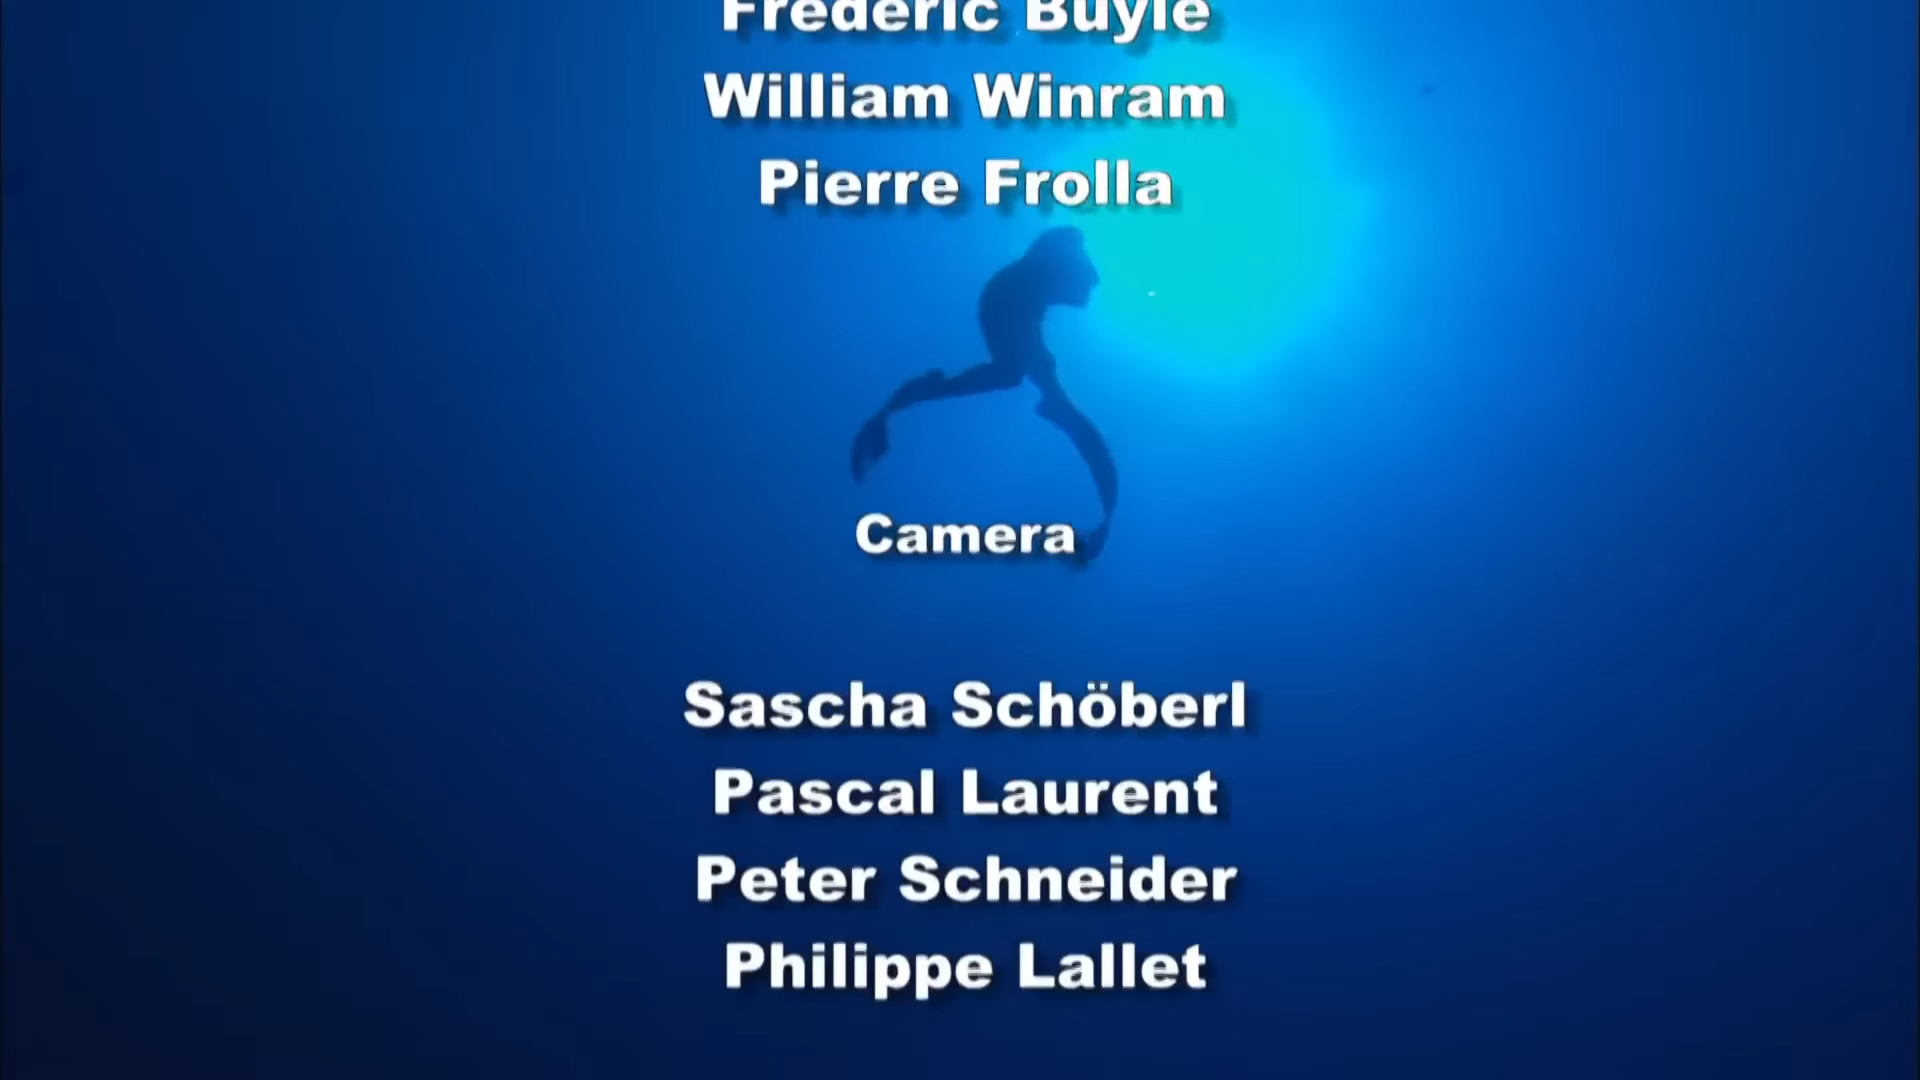 Frederic Buyle
William Winram
Pierre Frolla
Camera
Sascha Schöberl
Pascal Laurent
Peter Schneider
Philippe Lallet